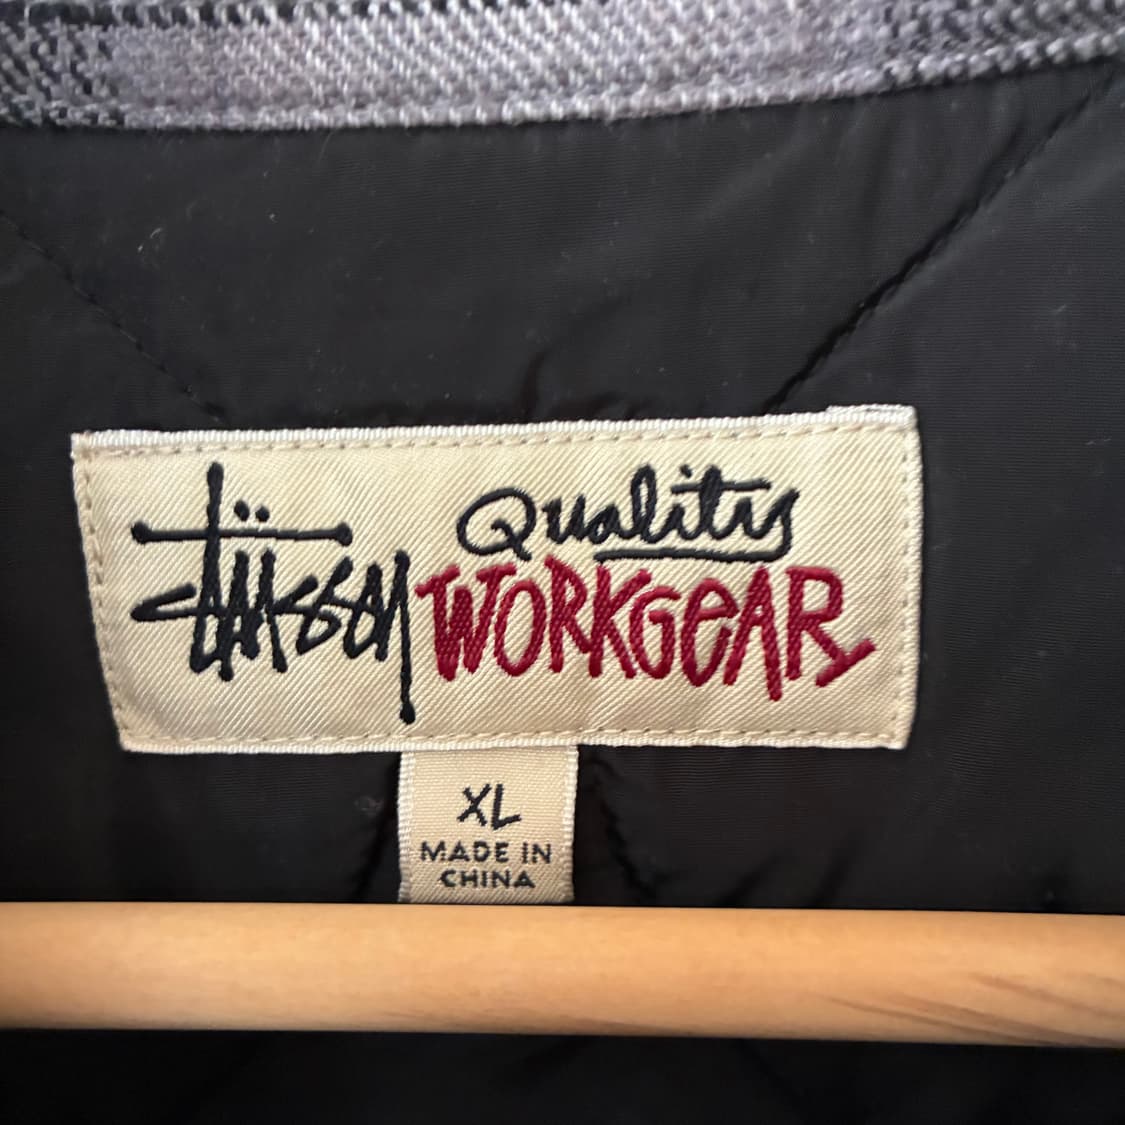 Stüssy
Quality
WORKGEAR
XL
MADE IN
CHINA